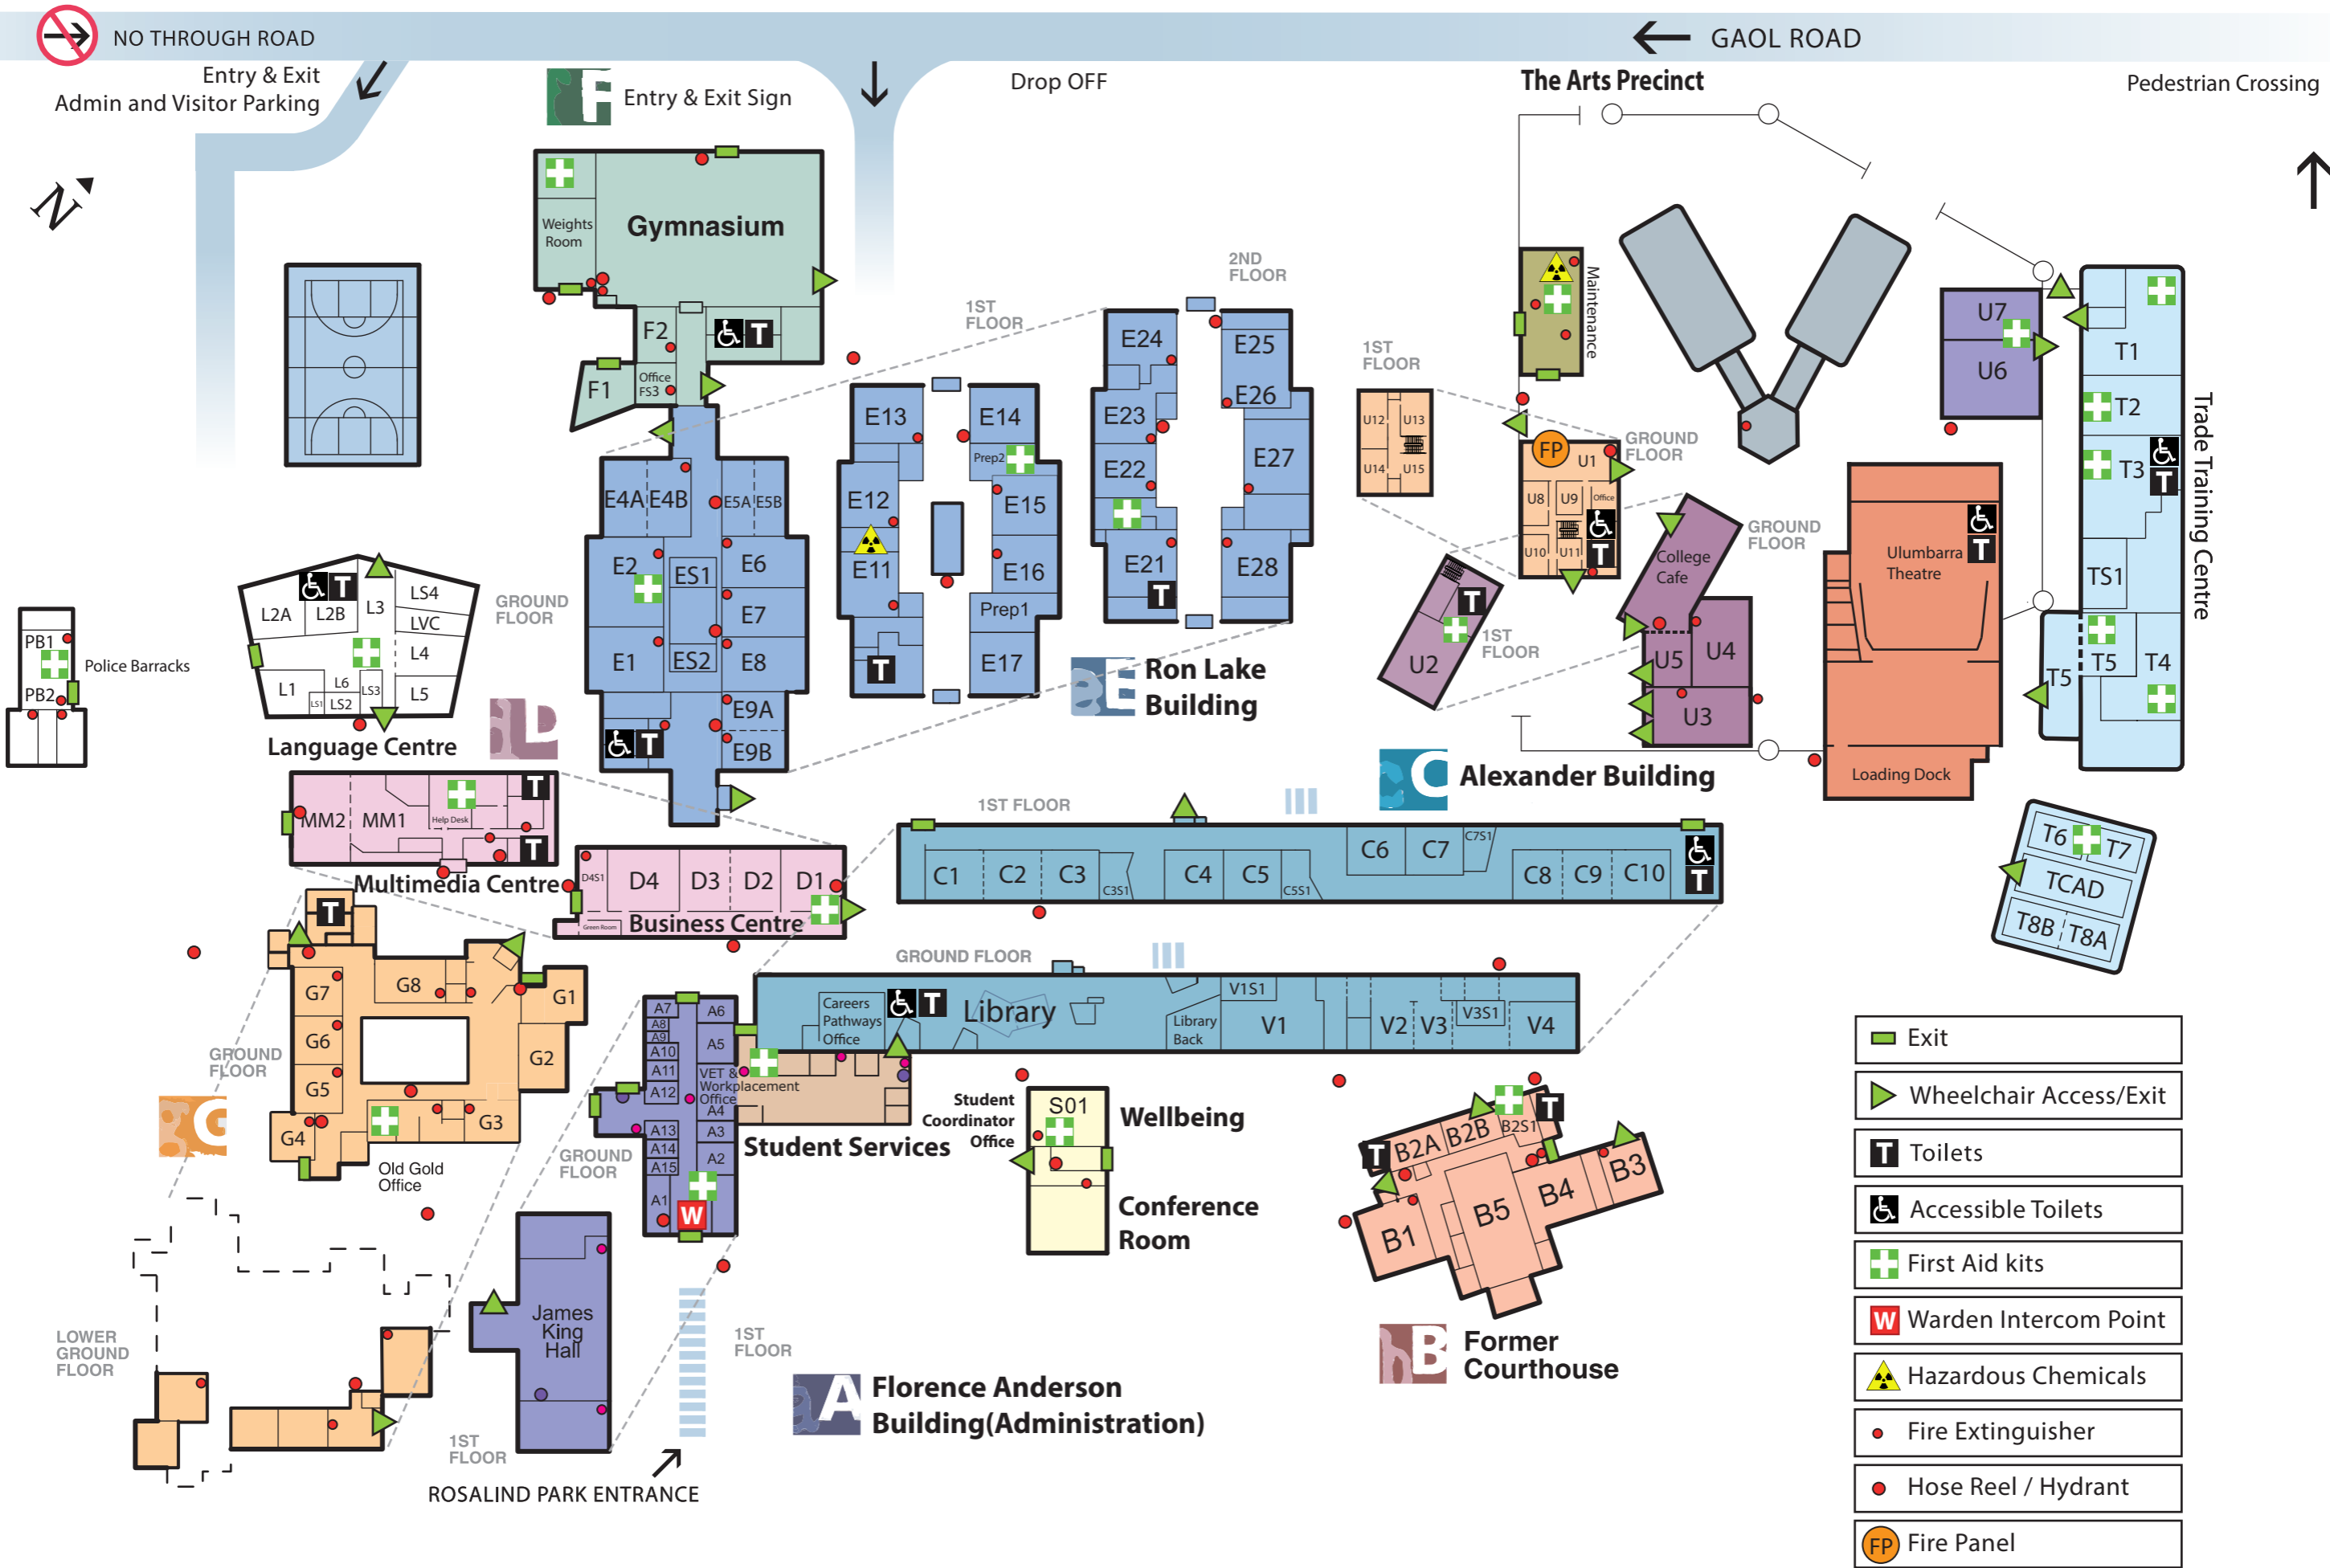 NO THROUGH ROAD
GAOL ROAD
Entry & Exit
Admin and Visitor Parking
F
Entry & Exit Sign
Drop OFF
The Arts Precinct
Pedestrian Crossing
N
Weights
Room
Gymnasium
F2
T
F1
Office
FS3
1ST
FLOOR
2ND
FLOOR
E4A
E4B
E5A
E5B
E2
ES1
E6
E7
E1
ES2
E8
E9A
E9B
T
GROUND
FLOOR
E13
E14
Prep2
E12
E15
E11
E16
Prep1
T
E17
E24
E25
E26
E23
E22
E27
E21
E28
T
E
Ron Lake
Building
Maintenance
1ST
FLOOR
U12
U13
U14
U15
FP
U1
U8
U9
Office
U10
U11
T
GROUND
FLOOR
College
Cafe
GROUND
FLOOR
T
U2
1ST
FLOOR
U5
U4
U3
U7
U6
Ulumbarra
Theatre
T
Loading Dock
T1
T2
T3
T
TS1
T5
T5
T4
Trade Training Centre
T6
T7
TCAD
T8B
T8A
PB1
PB2
Police Barracks
L2A
L2B
T
L3
LS4
LVC
L4
L1
L6
LS1
LS2
LS3
L5
Language Centre
D
MM2
MM1
Help Desk
T
T
Multimedia Centre
D4S1
D4
D3
D2
D1
Green Room
Business Centre
C
Alexander Building
1ST FLOOR
C1
C2
C3
C3S1
C4
C5
C5S1
C6
C7
C7S1
C8
C9
C10
T
GROUND FLOOR
Careers
Pathways
Office
T
Library
Library
Back
V1S1
V1
V2
V3
V3S1
V4
T
G8
G7
G1
G6
G2
G5
G4
G3
GROUND
FLOOR
G
Old Gold
Office
LOWER
GROUND
FLOOR
A7
A6
A8
A9
A10
A5
A11
VET &
Workplacement
Office
A12
A4
A13
A3
A14
A2
A15
A1
W
GROUND
FLOOR
Student Services
James
King
Hall
1ST
FLOOR
1ST
FLOOR
ROSALIND PARK ENTRANCE
A
Florence Anderson
Building(Administration)
Student
Coordinator
Office
S01
Wellbeing
Conference
Room
T
B2A
B2B
B2S1
T
B1
B5
B4
B3
B
Former
Courthouse
Exit
Wheelchair Access/Exit
T
Toilets
Accessible Toilets
First Aid kits
W
Warden Intercom Point
Hazardous Chemicals
Fire Extinguisher
Hose Reel / Hydrant
FP
Fire Panel